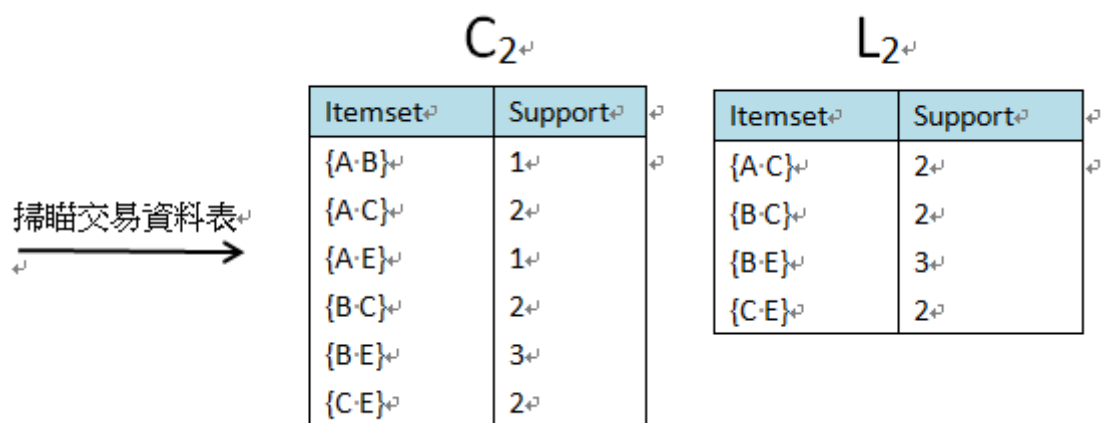 C2
L2
掃瞄交易資料表
Itemset Support
{A·B} 1
{A·C} 2
{A·E} 1
{B·C} 2
{B·E} 3
{C·E} 2
Itemset Support
{A·C} 2
{B·C} 2
{B·E} 3
{C·E} 2